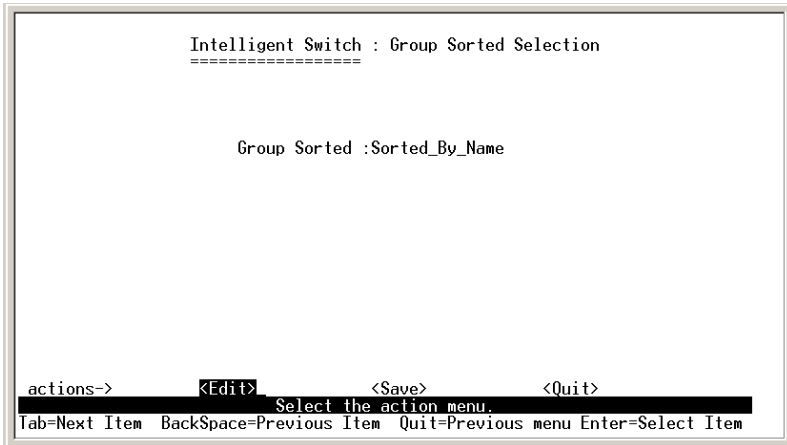 Intelligent Switch : Group Sorted Selection
==================
Group Sorted :Sorted_By_Name
actions-> <Edit> <Save> <Quit>
Select the action menu.
Tab=Next Item BackSpace=Previous Item Quit=Previous menu Enter=Select Item